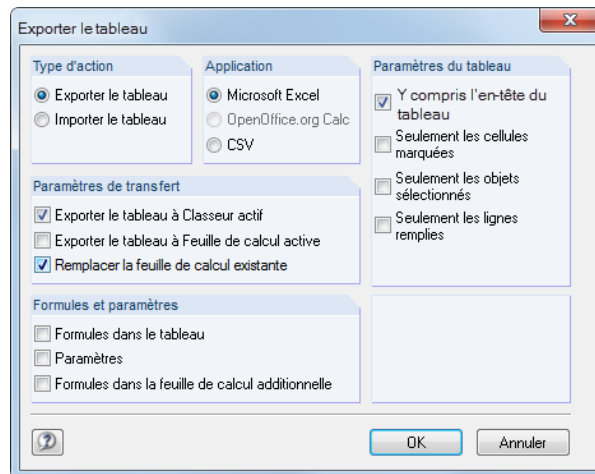 Exporter le tableau
Type d'action
Exporter le tableau
Importer le tableau
Application
Microsoft Excel
OpenOffice.org Calc
CSV
Paramètres du tableau
Y compris l'en-tête du
tableau
Seulement les cellules
marquées
Seulement les objets
sélectionnés
Seulement les lignes
remplies
Paramètres de transfert
Exporter le tableau à Classeur actif
Exporter le tableau à Feuille de calcul active
Remplacer la feuille de calcul existante
Formules et paramètres
Formules dans le tableau
Paramètres
Formules dans la feuille de calcul additionnelle
OK
Annuler